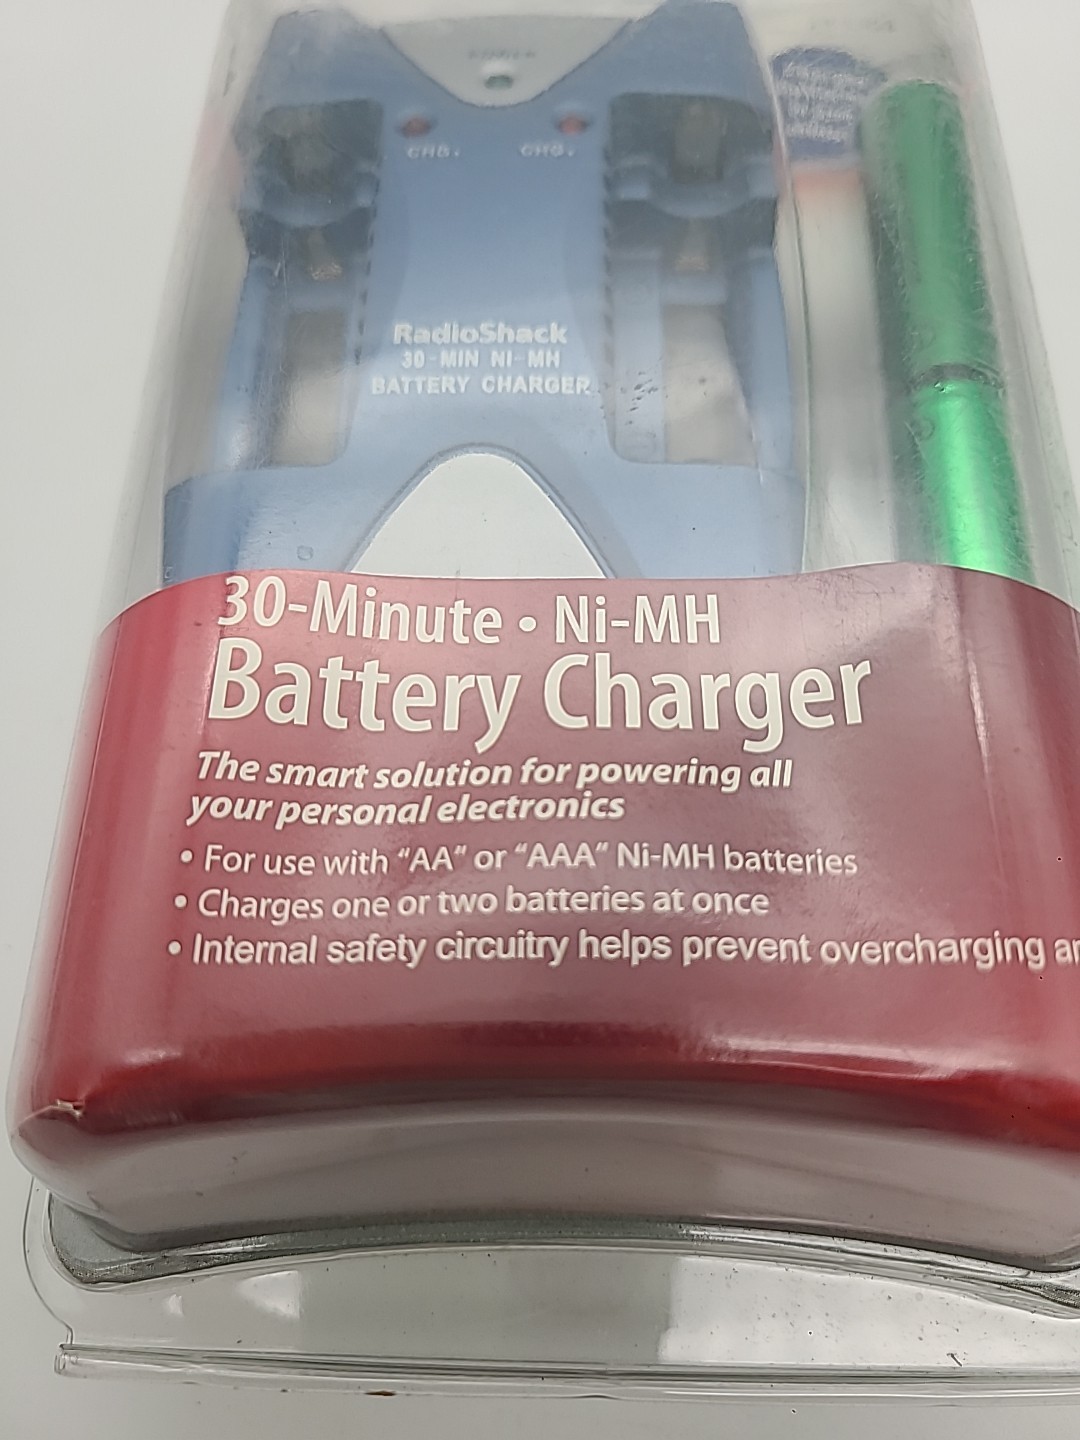 POWER
CHG.
CHG.
RadioShack
30-MIN NI-MH
BATTERY CHARGER
30-Minute • Ni-MH
Battery Charger
The smart solution for powering all
your personal electronics
• For use with “AA” or “AAA” Ni-MH batteries
• Charges one or two batteries at once
• Internal safety circuitry helps prevent overcharging